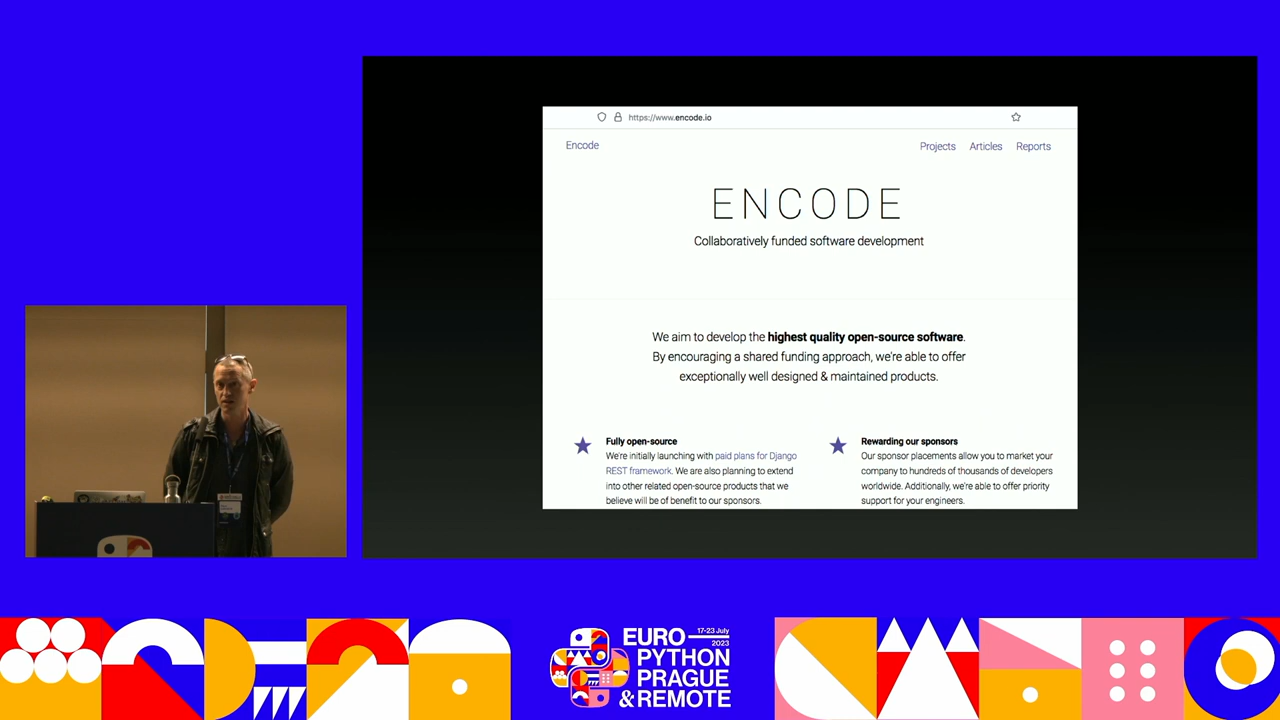 https://www.encode.io
Encode
Projects Articles Reports
ENCODE
Collaboratively funded software development
We aim to develop the highest quality open-source software.
By encouraging a shared funding approach, we're able to offer
exceptionally well designed & maintained products.
Fully open-source
We're initially launching with paid plans for Django
REST framework. We are also planning to extend
into other related open-source products that we
believe will be of benefit to our sponsors.
Rewarding our sponsors
Our sponsor placements allow you to market your
company to hundreds of thousands of developers
worldwide. Additionally, we're able to offer priority
support for your engineers.
17-23 July
2023
EURO
PYTHON
PRAGUE
& REMOTE